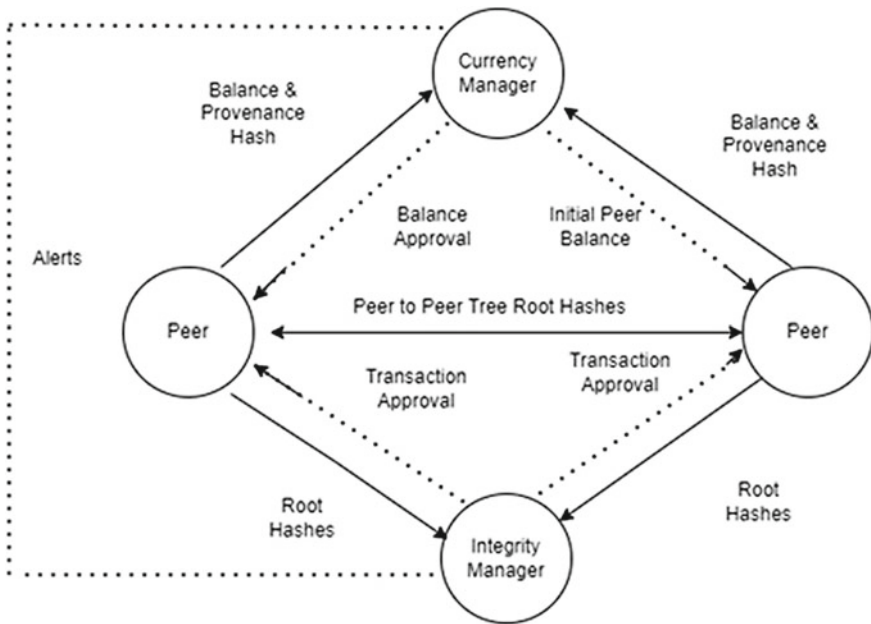 Currency
Manager
Balance &
Provenance
Hash
Balance &
Provenance
Hash
Balance
Approval
Initial Peer
Balance
Alerts
Peer
Peer to Peer Tree Root Hashes
Peer
Transaction
Approval
Transaction
Approval
Root
Hashes
Root
Hashes
Integrity
Manager